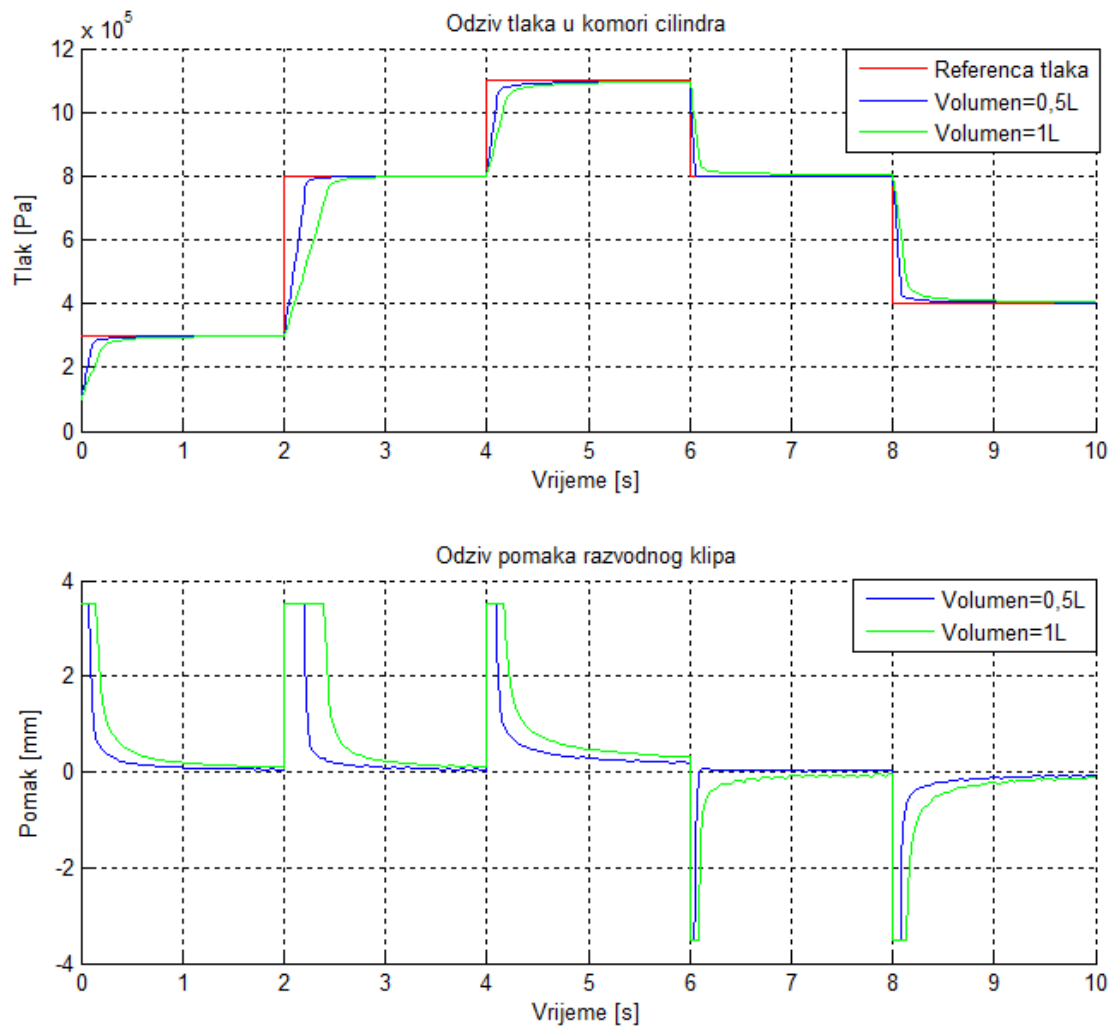 Odziv tlaka u komori cilindra
x 10⁵
12
10
8
6
4
2
0
Tlak [Pa]
Referenca tlaka
Volumen=0,5L
Volumen=1L
0 1 2 3 4 5 6 7 8 9 10
Vrijeme [s]
Odziv pomaka razvodnog klipa
4
2
0
-2
-4
Pomak [mm]
Volumen=0,5L
Volumen=1L
0 1 2 3 4 5 6 7 8 9 10
Vrijeme [s]